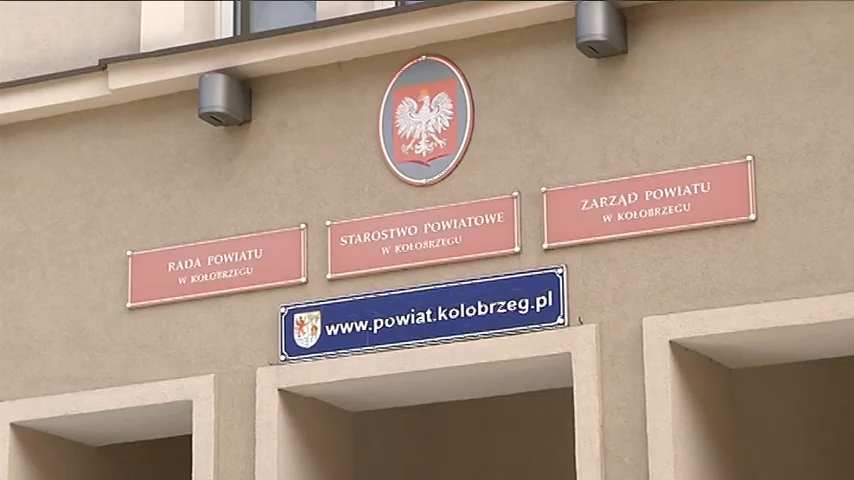 RADA POWIATU
W KOŁOBRZEGU
STAROSTWO POWIATOWE
W KOŁOBRZEGU
ZARZĄD POWIATU
W KOŁOBRZEGU
www.powiat.kolobrzeg.pl